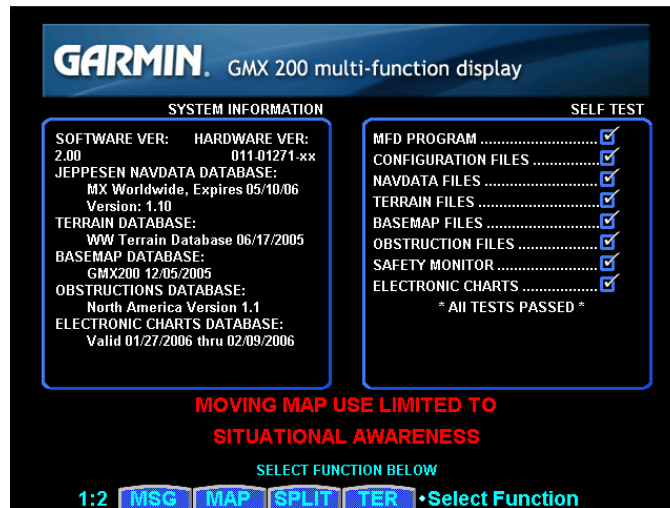 GARMIN. GMX 200 multi-function display
SYSTEM INFORMATION
SOFTWARE VER: HARDWARE VER:
2.00 011-01271-xx
JEPPESEN NAVDATA DATABASE:
MX Worldwide, Expires 05/10/06
Version: 1.10
TERRAIN DATABASE:
WW Terrain Database 06/17/2005
BASEMAP DATABASE:
GMX200 12/05/2005
OBSTRUCTIONS DATABASE:
North America Version 1.1
ELECTRONIC CHARTS DATABASE:
Valid 01/27/2006 thru 02/09/2006
SELF TEST
MFD PROGRAM
CONFIGURATION FILES
NAVDATA FILES
TERRAIN FILES
BASEMAP FILES
OBSTRUCTION FILES
SAFETY MONITOR
ELECTRONIC CHARTS
* All TESTS PASSED *
MOVING MAP USE LIMITED TO
SITUATIONAL AWARENESS
SELECT FUNCTION BELOW
1:2 MSG MAP SPLIT TER •Select Function